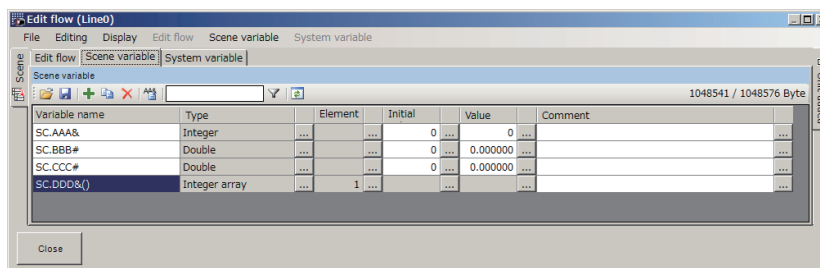 Edit flow (Line0)
File Editing Display Edit flow Scene variable System variable
Scene
Edit flow Scene variable System variable
Scene variable
1048541 / 1048576 Byte
Variable name Type Element Initial Value Comment
SC.AAA& Integer ... ... 0 ... 0 ... ...
SC.BBB# Double ... ... 0 ... 0.000000 ... ...
SC.CCC# Double ... ... 0 ... 0.000000 ... ...
SC.DDD&() Integer array ... 1 ... ... ... ...
Close